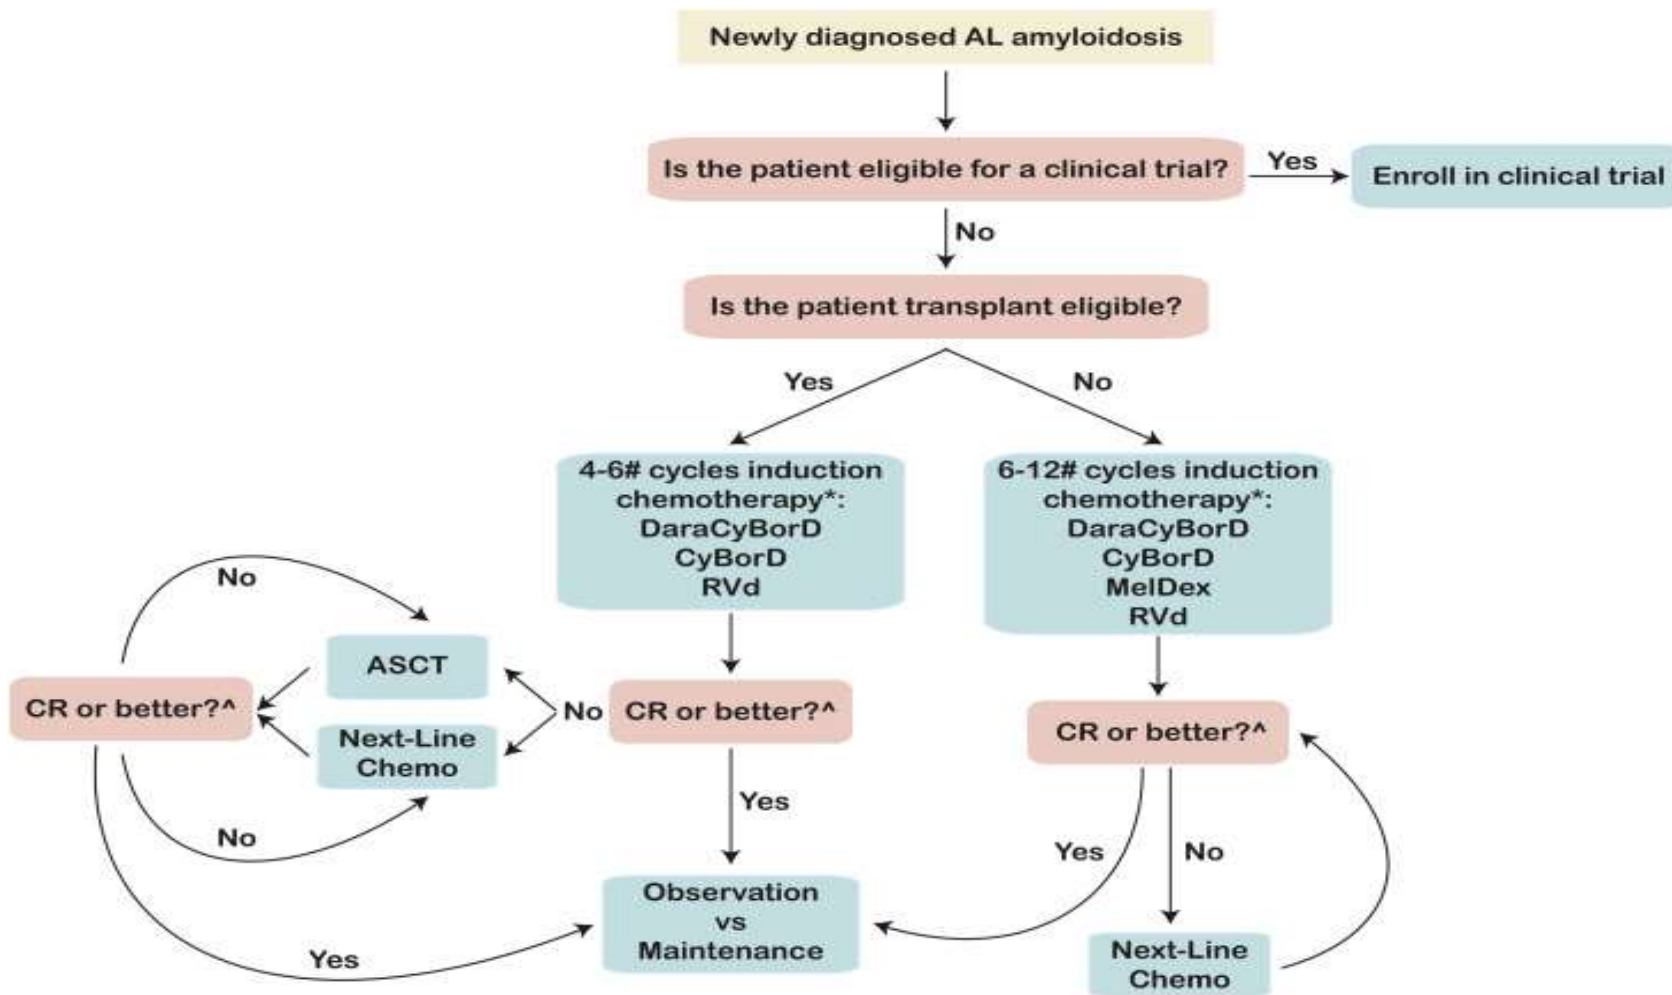 Newly diagnosed AL amyloidosis
Is the patient eligible for a clinical trial?
Yes
Enroll in clinical trial
No
Is the patient transplant eligible?
Yes
No
4-6# cycles induction
chemotherapy*:
DaraCyBorD
CyBorD
RVd
6-12# cycles induction
chemotherapy*:
DaraCyBorD
CyBorD
MelDex
RVd
No
ASCT
CR or better?^
No
CR or better?^
Next-Line
Chemo
CR or better?^
No
Yes
Yes
No
Observation
vs
Maintenance
Yes
Next-Line
Chemo